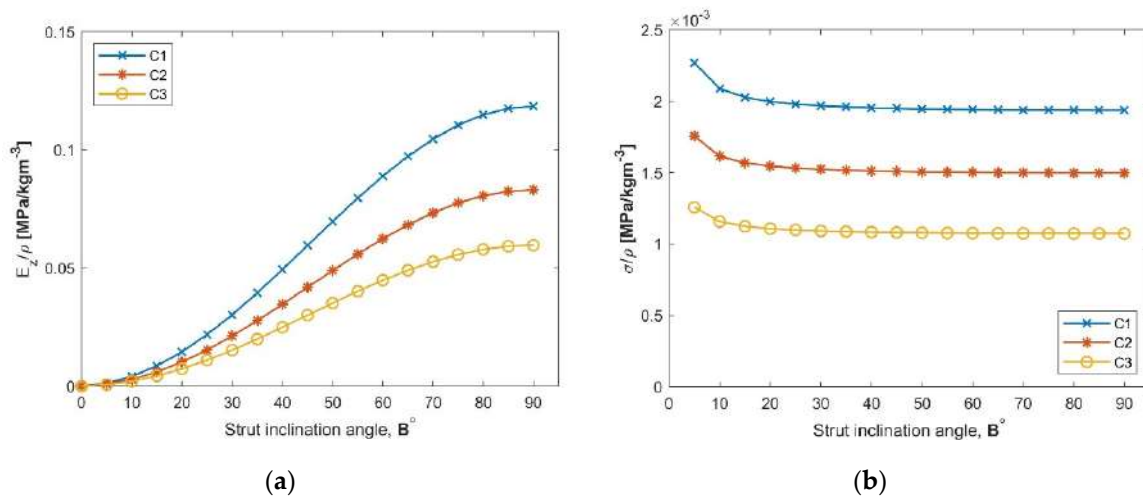 0.15
0.1
0.05
0
C1
C2
C3
E_z/ρ [MPa/kgm⁻³]
0 10 20 30 40 50 60 70 80 90
Strut inclination angle, B°
(a)
×10⁻³
2.5
2
1.5
1
0.5
0
σ/ρ [MPa/kgm⁻³]
C1
C2
C3
0 10 20 30 40 50 60 70 80 90
Strut inclination angle, B°
(b)